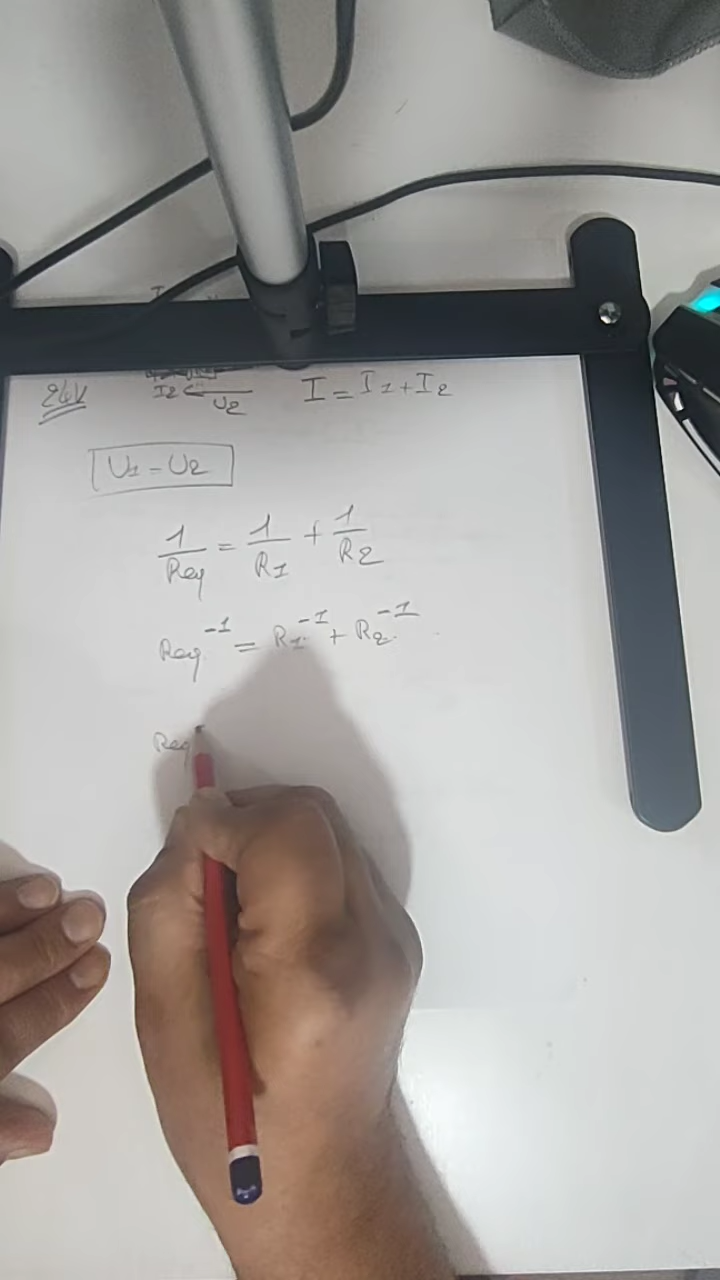 I2 U2 I = I1 + I2
U1 = U2
1/Req = 1/R1 + 1/R2
Req^-1 = R1^-1 + R2^-1
Req